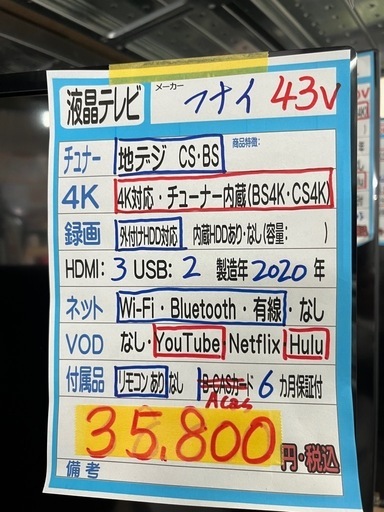 液晶テレビ メーカー フナイ 43V
商品特徴:
チュナー 地デジ CS・BS
4K 4K対応・チューナー内蔵(BS4K・CS4K)
録画 外付けHDD対応 内蔵HDDあり・なし(容量: )
HDMI: 3 USB: 2 製造年 2020 年
ネット Wi-Fi・Bluetooth・有線・なし
VOD なし・YouTube Netflix Hulu
付属品 リモコン あり なし B-CASカード 6 カ月保証付
Acas
35,800 円・税込
備考